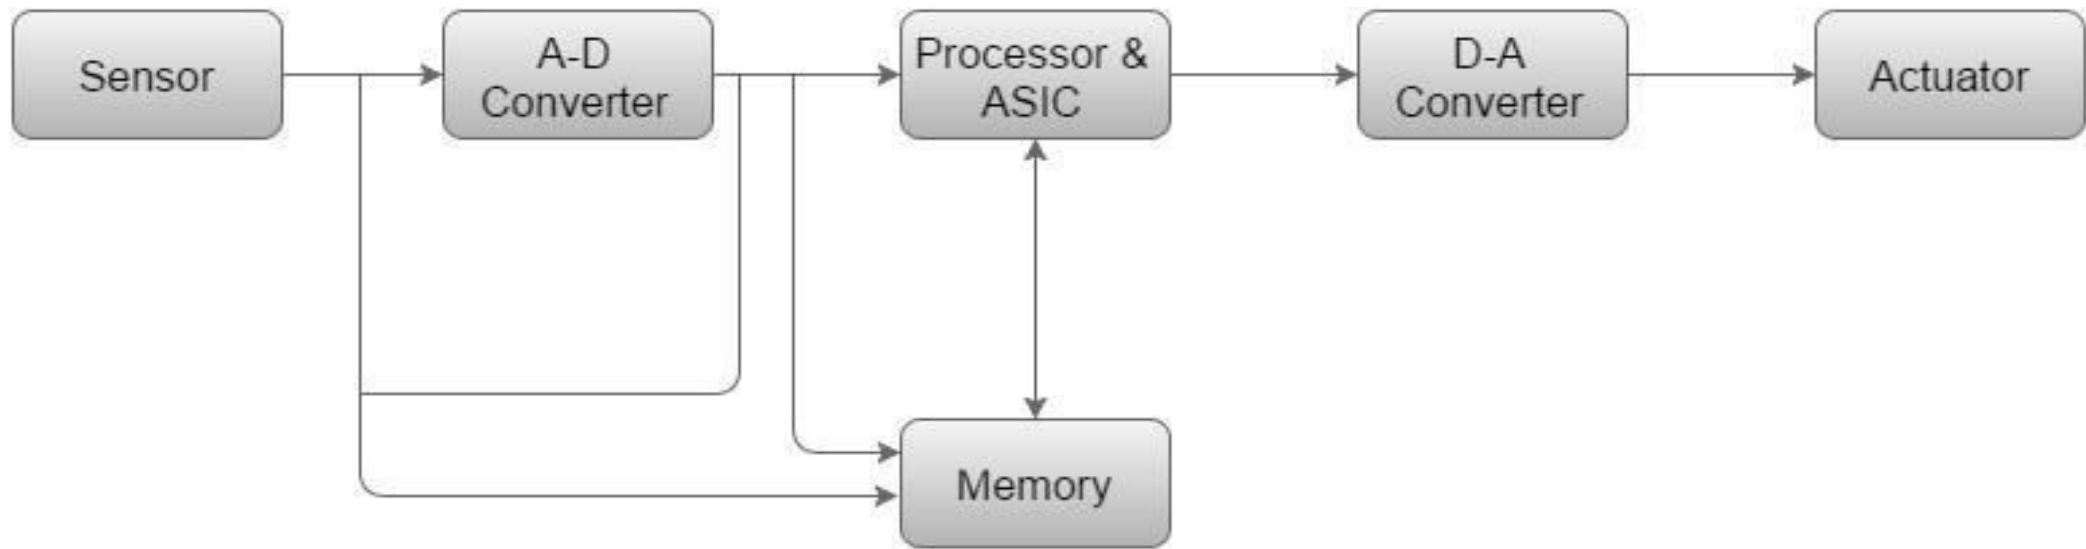 Sensor
A-D
Converter
Processor &
ASIC
D-A
Converter
Actuator
Memory